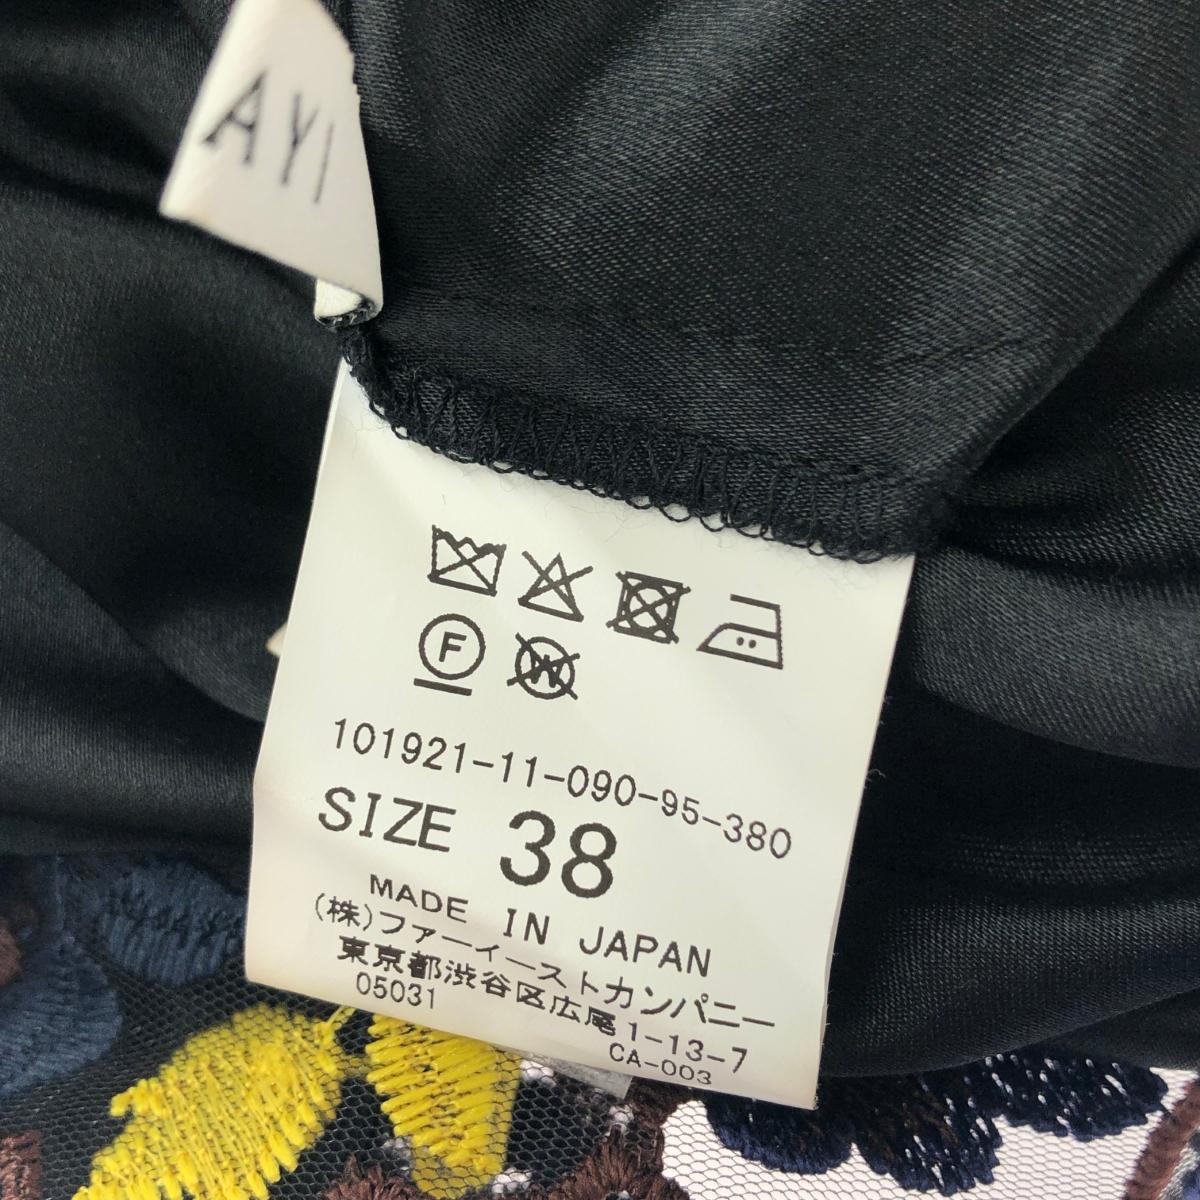 AYI
F
W
101921-11-090-95-380
SIZE 38
MADE IN JAPAN
(株)ファーイーストカンパニー
東京都渋谷区広尾1-13-7
05031
CA-003